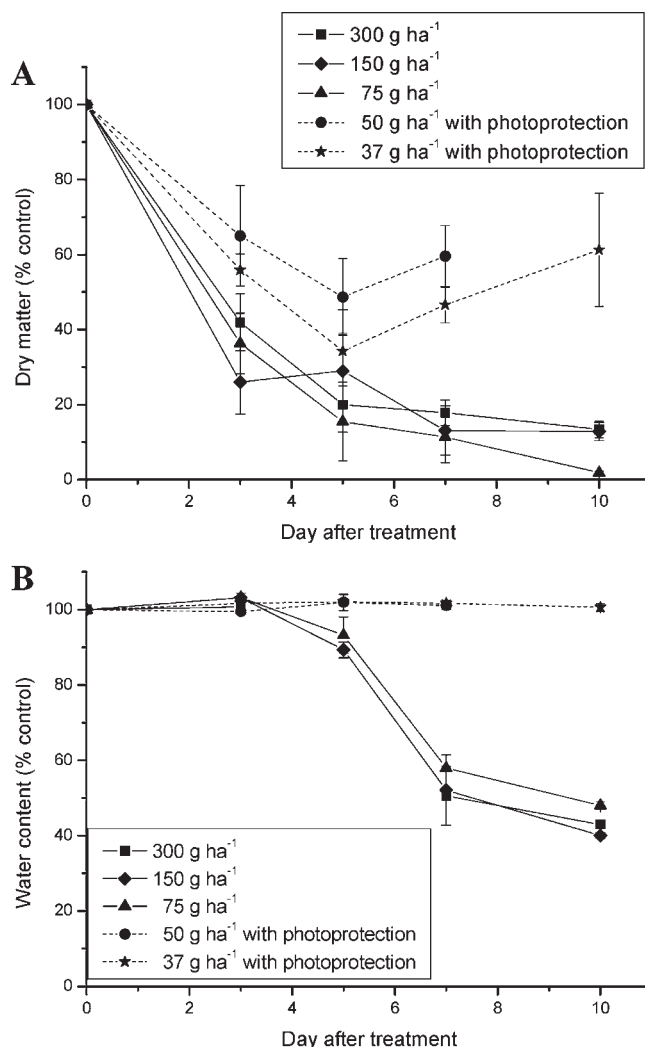 A
300 g ha⁻¹
150 g ha⁻¹
75 g ha⁻¹
50 g ha⁻¹ with photoprotection
37 g ha⁻¹ with photoprotection
Dry matter (% control)
100
80
60
40
20
0
0 2 4 6 8 10
Day after treatment
B
Water content (% control)
100
80
60
40
20
0
300 g ha⁻¹
150 g ha⁻¹
75 g ha⁻¹
50 g ha⁻¹ with photoprotection
37 g ha⁻¹ with photoprotection
0 2 4 6 8 10
Day after treatment